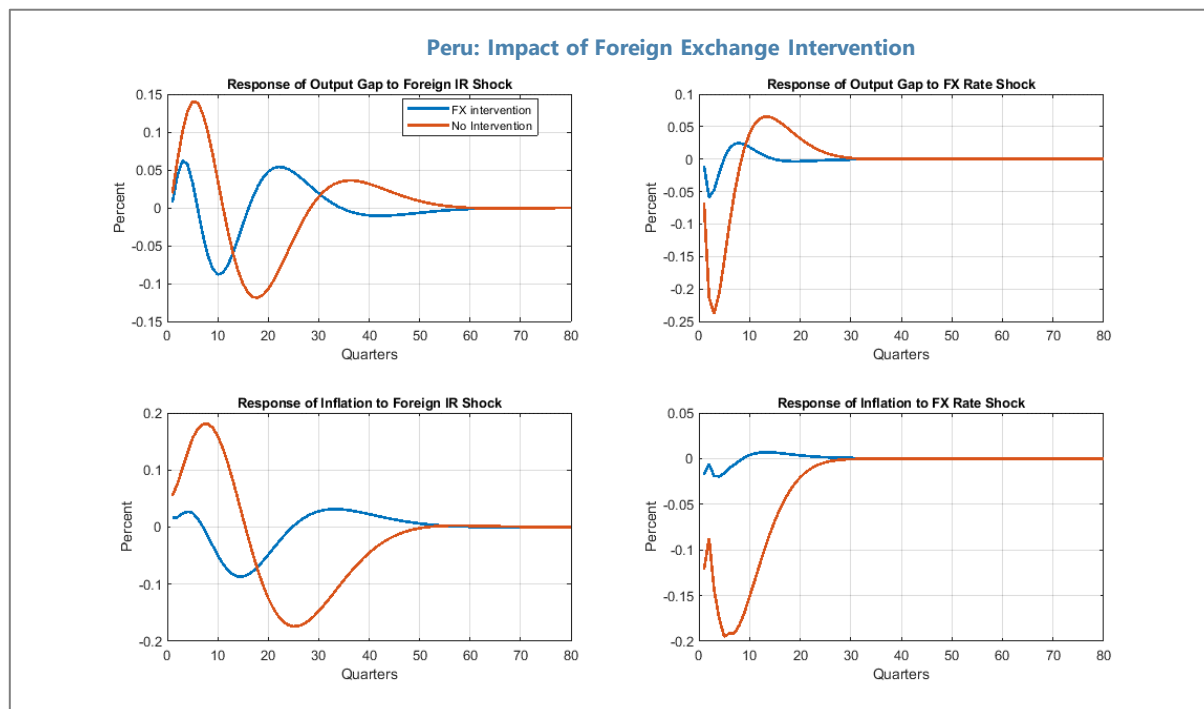 Peru: Impact of Foreign Exchange Intervention
Response of Output Gap to Foreign IR Shock
0.15
0.1
0.05
0
-0.05
-0.1
-0.15
Percent
FX intervention
No Intervention
0 10 20 30 40 50 60 70 80
Quarters
Response of Output Gap to FX Rate Shock
0.1
0.05
0
-0.05
-0.1
-0.15
-0.2
-0.25
Percent
0 10 20 30 40 50 60 70 80
Quarters
Response of Inflation to Foreign IR Shock
0.2
0.1
0
-0.1
-0.2
Percent
0 10 20 30 40 50 60 70 80
Quarters
Response of Inflation to FX Rate Shock
0.05
0
-0.05
-0.1
-0.15
-0.2
Percent
0 10 20 30 40 50 60 70 80
Quarters